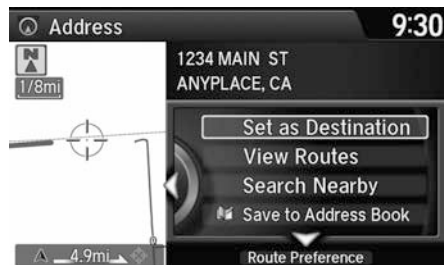 Address
9:30
N
1/8mi
1234 MAIN ST
ANYPLACE, CA
Set as Destination
View Routes
Search Nearby
Save to Address Book
4.9mi
Route Preference